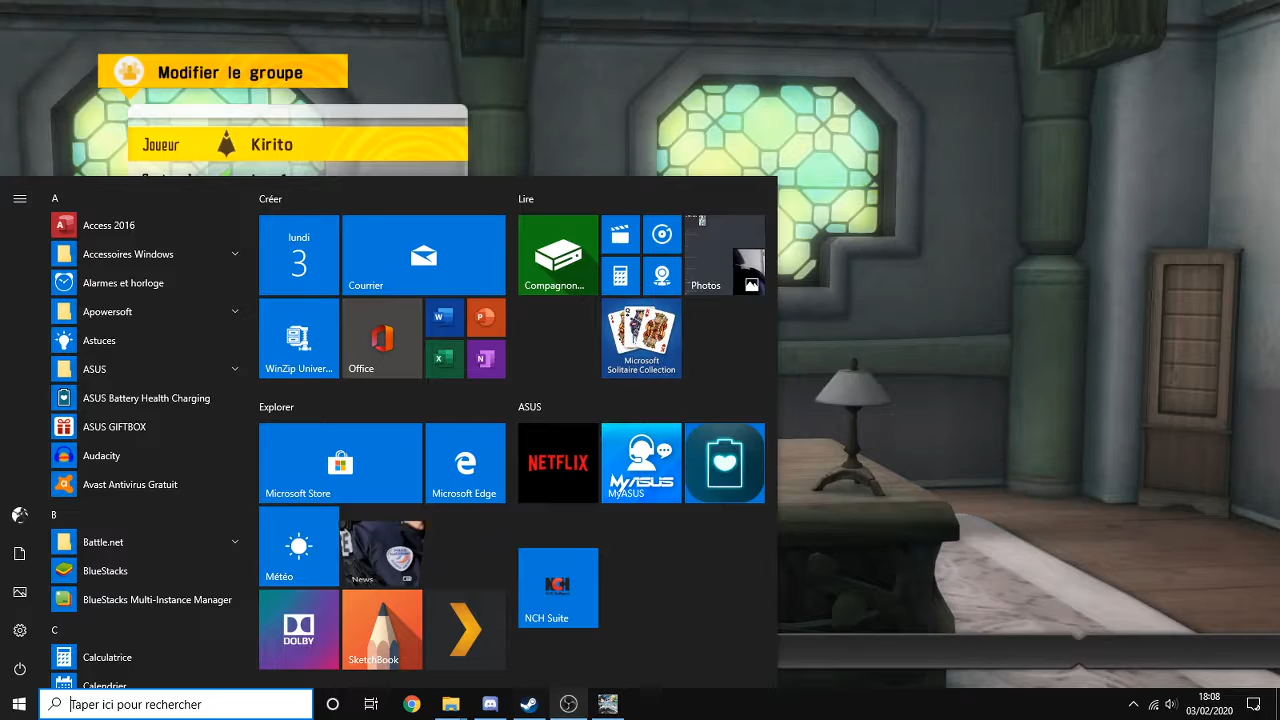 Modifier le groupe
Joueur Kirito
A
Access 2016
Accessoires Windows
Alarmes et horloge
Apowersoft
Astuces
ASUS
ASUS Battery Health Charging
ASUS GIFTBOX
Audacity
Avast Antivirus Gratuit
B
Battle.net
BlueStacks
BlueStacks Multi-Instance Manager
C
Calculatrice
Calendrier
Créer
lundi
3
Courrier
WinZip Univer...
Office
Explorer
Microsoft Store
Microsoft Edge
Météo
News
DOLBY
SketchBook
Lire
Compagnon...
Photos
Microsoft
Solitaire Collection
ASUS
NETFLIX
MyASUS
MyASUS
NCH
NCH Suite
Taper ici pour rechercher
18:08
03/02/2020